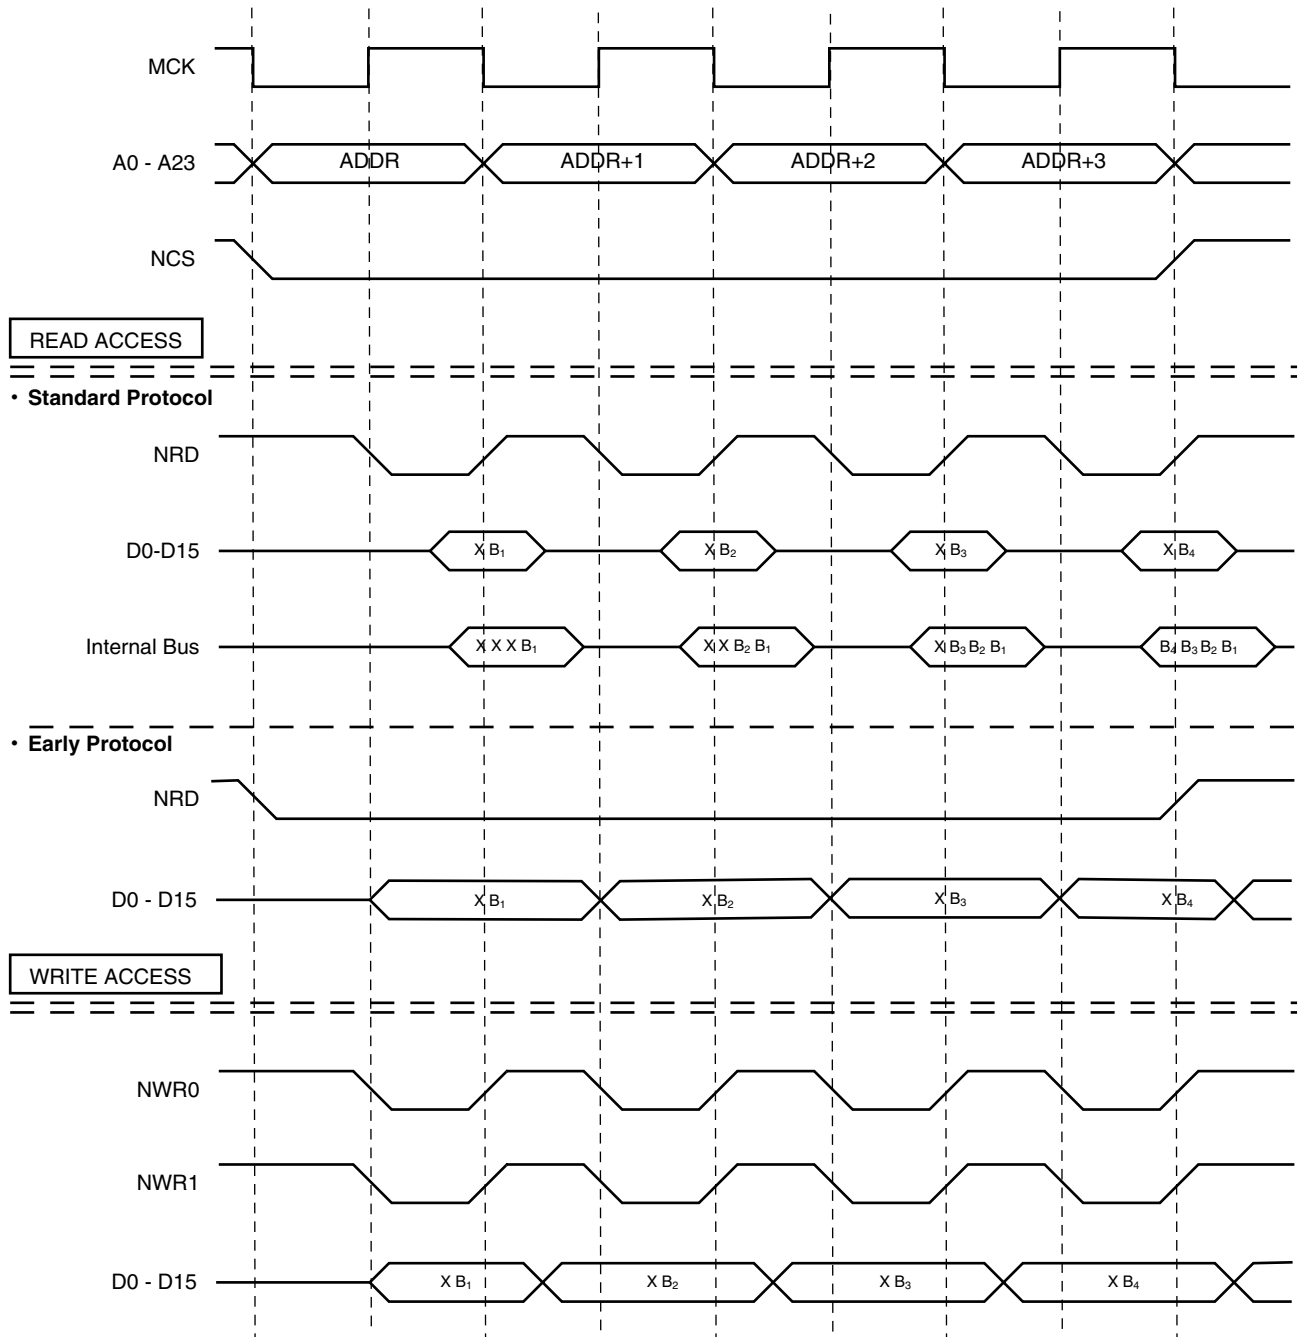 MCK
A0 - A23 ADDR ADDR+1 ADDR+2 ADDR+3
NCS
READ ACCESS
• Standard Protocol
NRD
D0-D15 X B₁ X B₂ X B₃ X B₄
Internal Bus X X X B₁ X X B₂ B₁ X B₃ B₂ B₁ B₄ B₃ B₂ B₁
• Early Protocol
NRD
D0 - D15 X B₁ X B₂ X B₃ X B₄
WRITE ACCESS
NWR0
NWR1
D0 - D15 X B₁ X B₂ X B₃ X B₄